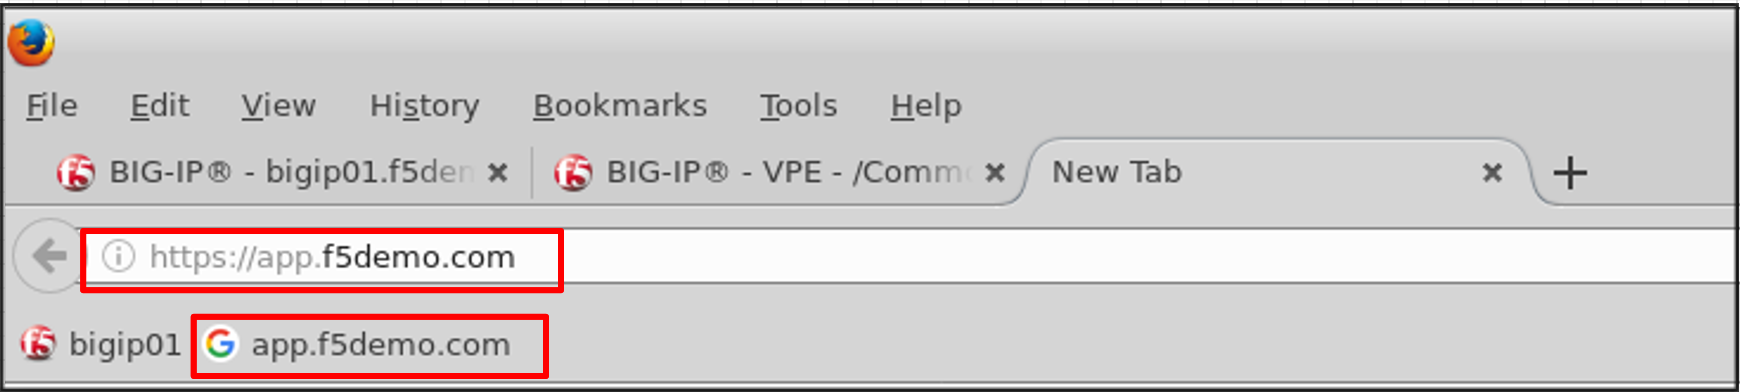 File Edit View History Bookmarks Tools Help
BIG-IP® - bigip01.f5den BIG-IP® - VPE - /Comm New Tab
https://app.f5demo.com
bigip01 app.f5demo.com